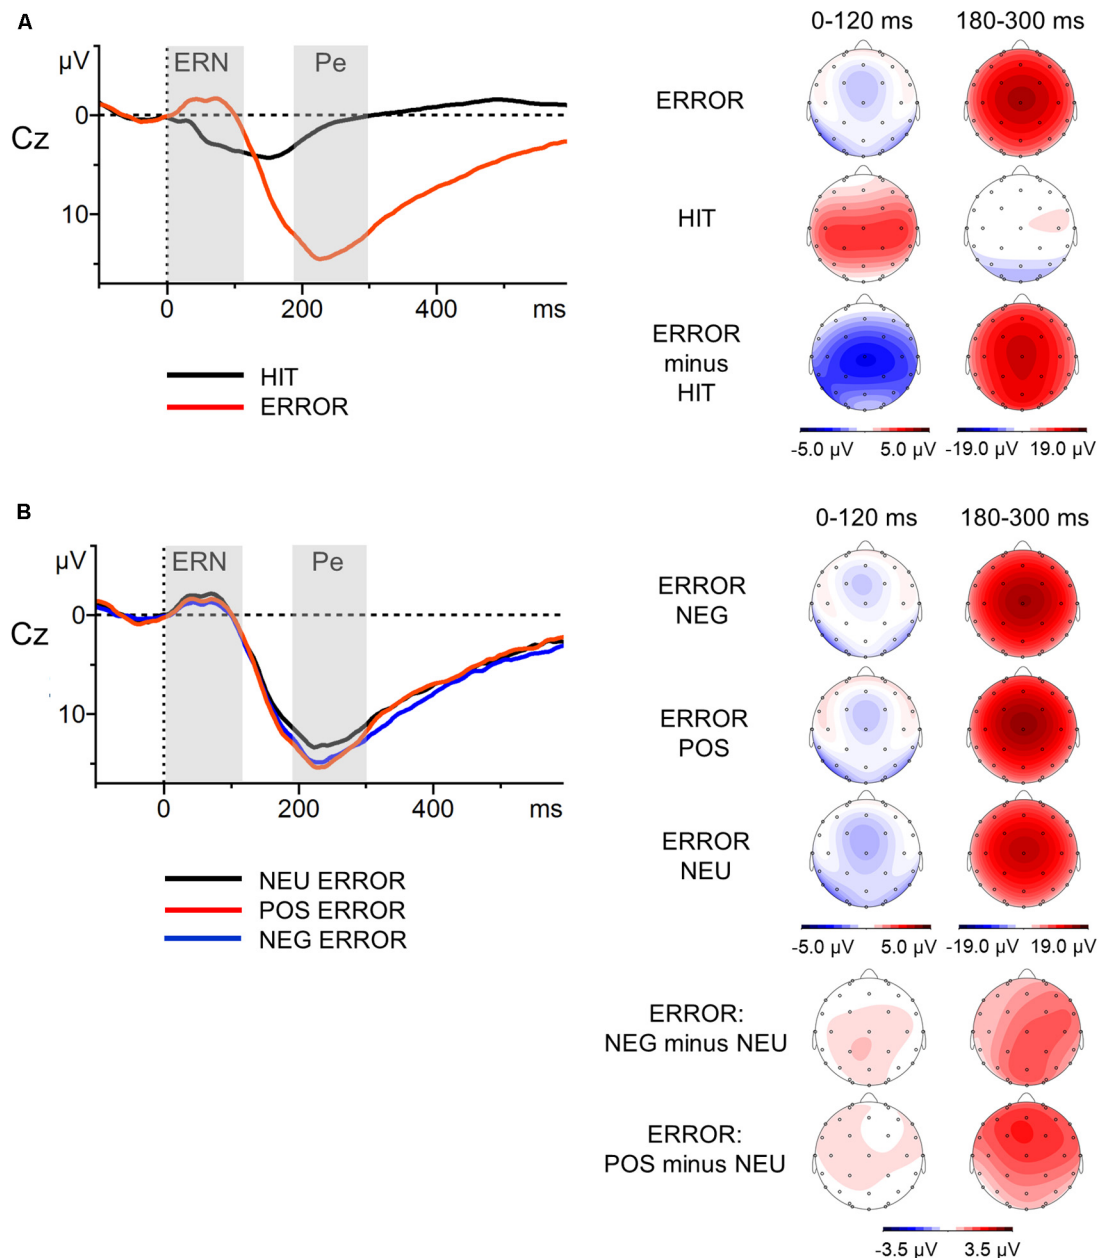 A
μV
ERN
Pe
0
Cz
10
0
200
400
ms
HIT
ERROR
0-120 ms
180-300 ms
ERROR
HIT
ERROR
minus
HIT
-5.0 μV
5.0 μV
-19.0 μV
19.0 μV
B
μV
ERN
Pe
0
Cz
10
0
200
400
ms
NEU ERROR
POS ERROR
NEG ERROR
0-120 ms
180-300 ms
ERROR
NEG
ERROR
POS
ERROR
NEU
-5.0 μV
5.0 μV
-19.0 μV
19.0 μV
ERROR:
NEG minus NEU
ERROR:
POS minus NEU
-3.5 μV
3.5 μV